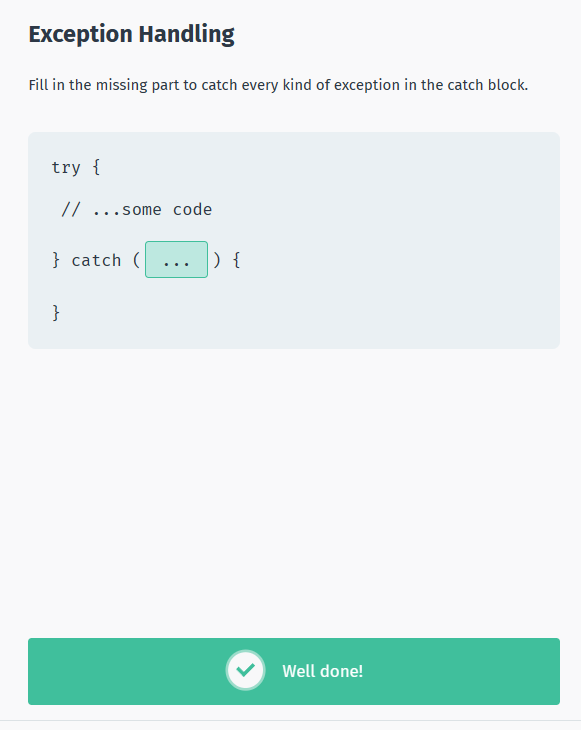 Exception Handling
Fill in the missing part to catch every kind of exception in the catch block.
try {
// ...some code
} catch (...) {
}
Well done!